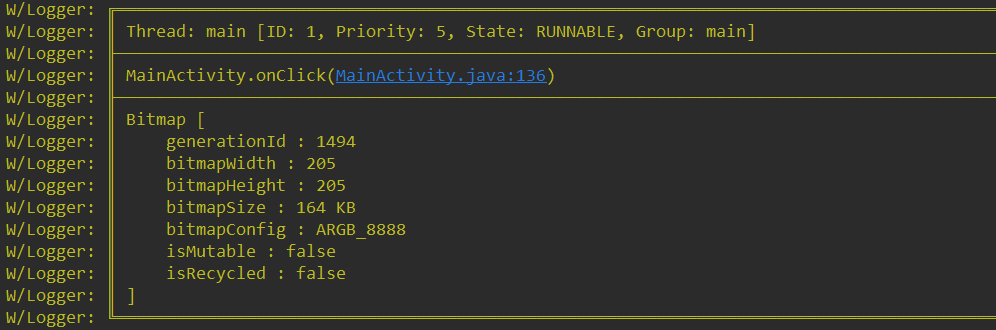 W/Logger:
W/Logger: Thread: main [ID: 1, Priority: 5, State: RUNNABLE, Group: main]
W/Logger:
W/Logger: MainActivity.onClick(MainActivity.java:136)
W/Logger:
W/Logger: Bitmap [
W/Logger:     generationId : 1494
W/Logger:     bitmapWidth : 205
W/Logger:     bitmapHeight : 205
W/Logger:     bitmapSize : 164 KB
W/Logger:     bitmapConfig : ARGB_8888
W/Logger:     isMutable : false
W/Logger:     isRecycled : false
W/Logger: ]
W/Logger: